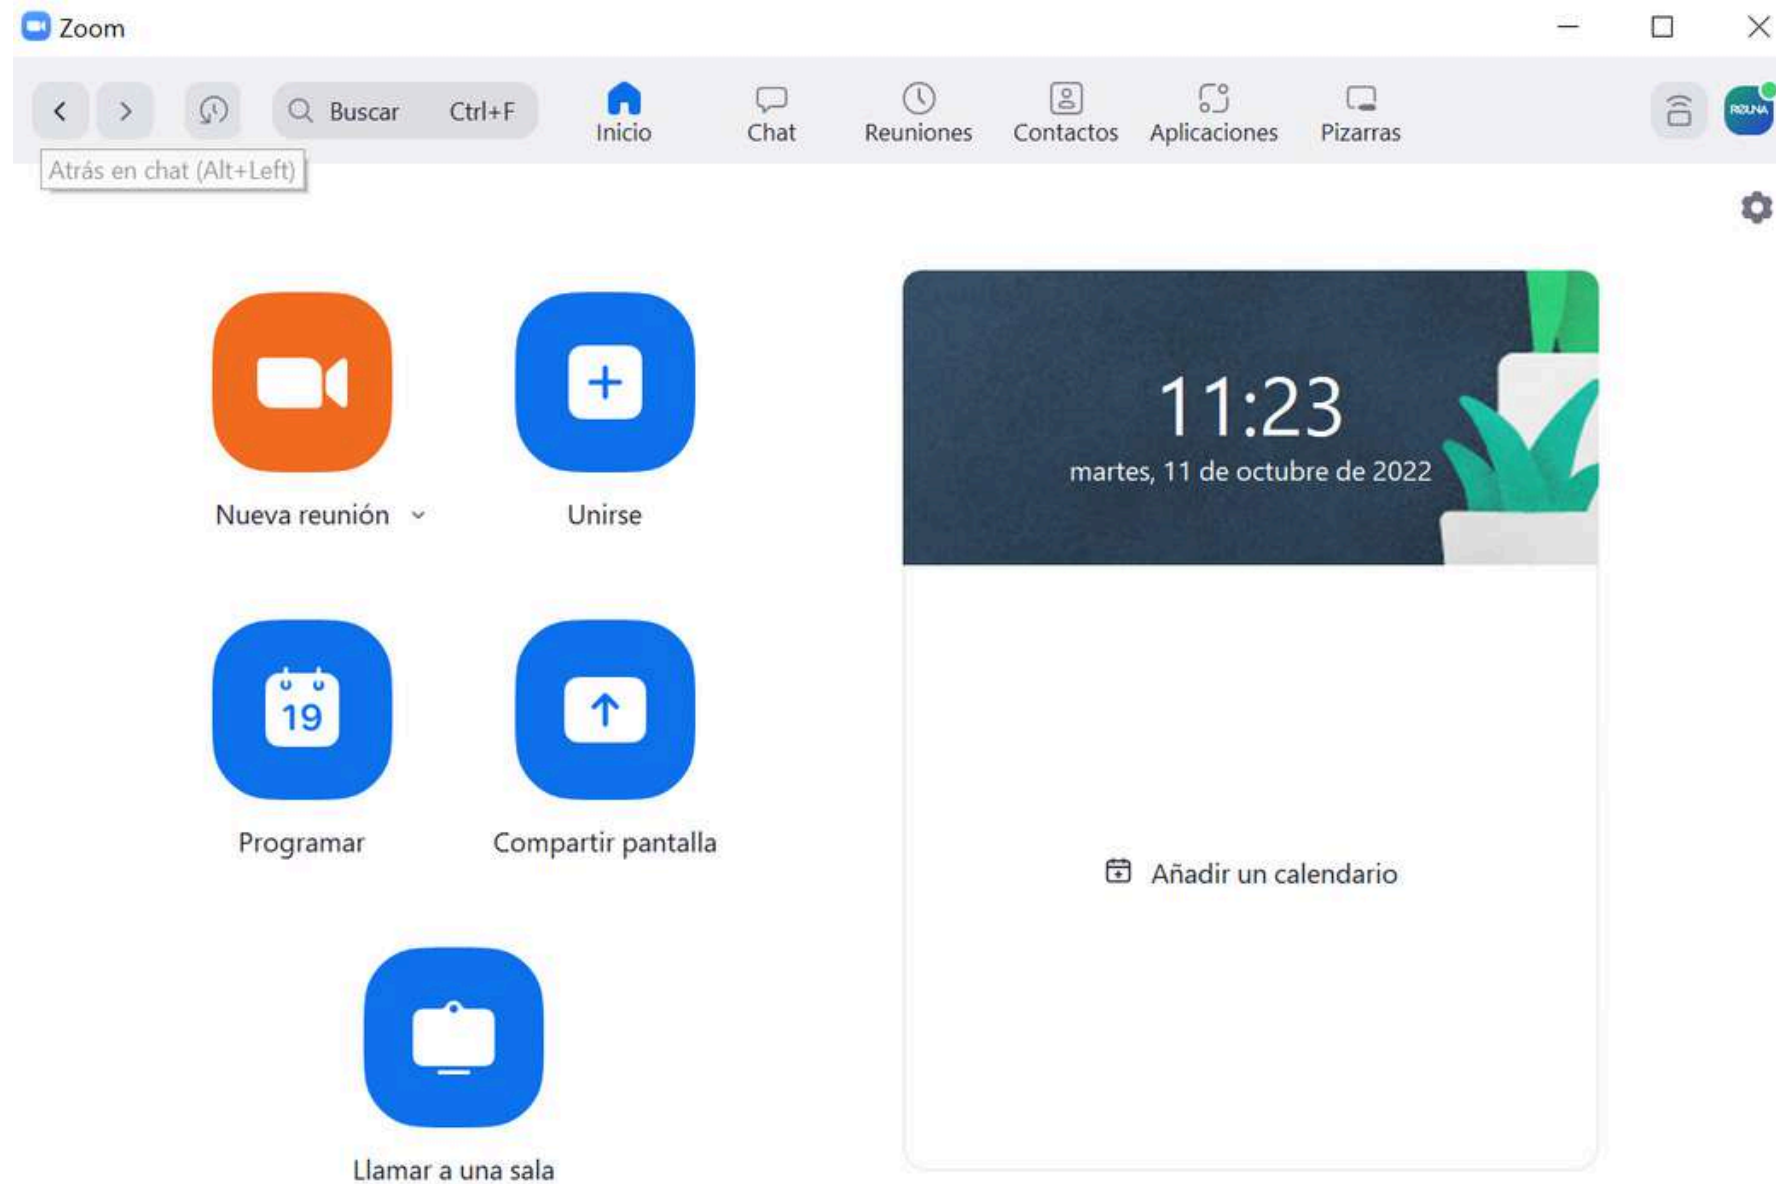 Zoom
Buscar Ctrl+F
Inicio
Chat
Reuniones
Contactos
Aplicaciones
Pizarras
REUNA
Atrás en chat (Alt+Left)
11:23
martes, 11 de octubre de 2022
Nueva reunión
Unirse
19
Programar
Compartir pantalla
Añadir un calendario
Llamar a una sala